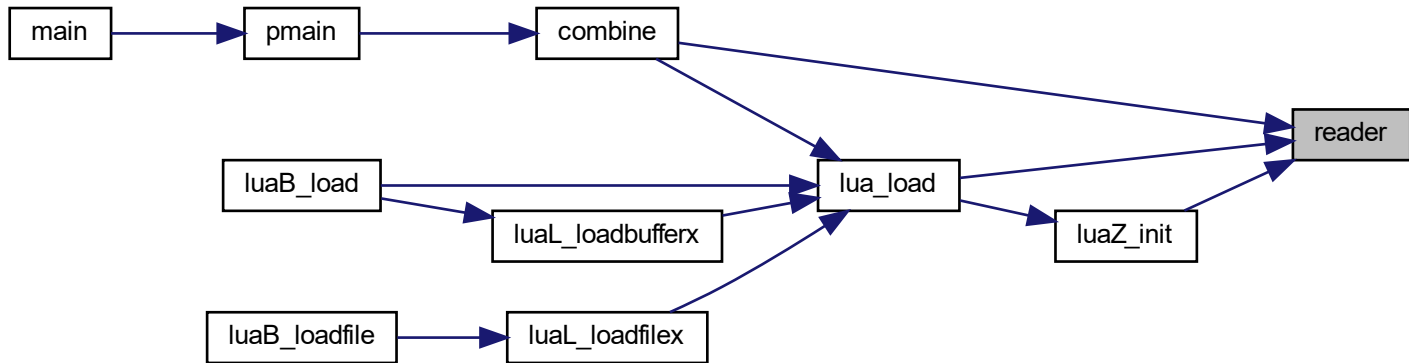 main
pmain
combine
reader
luaB_load
lua_load
luaL_loadbufferx
luaZ_init
luaB_loadfile
luaL_loadfilex